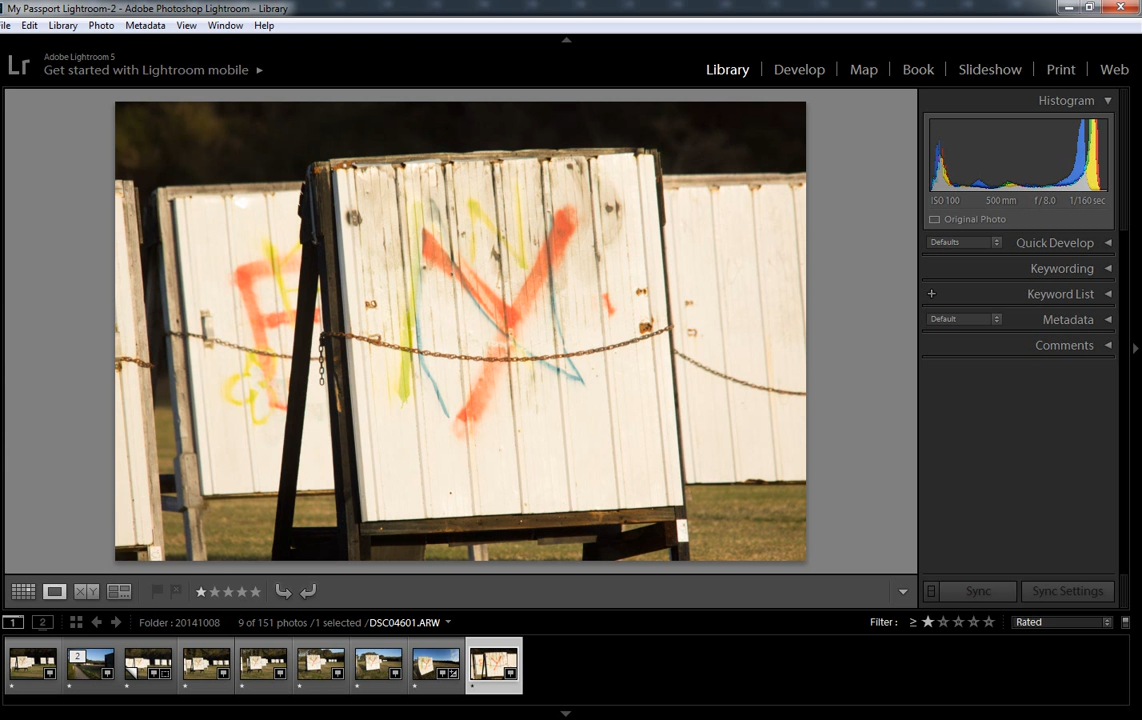 My Passport Lightroom-2 - Adobe Photoshop Lightroom - Library
ile Edit Library Photo Metadata View Window Help
Lr
Adobe Lightroom 5
Get started with Lightroom mobile
Library Develop Map Book Slideshow Print Web
Histogram
ISO 100 500 mm f / 8.0 1/160 sec
Original Photo
Defaults Quick Develop
Keywording
Keyword List
Default Metadata
Comments
Y
XY
Sync Sync Settings
1 2 Folder : 20141008 9 of 151 photos /1 selected /DSC04601.ARW Filter : ≥ Rated
2